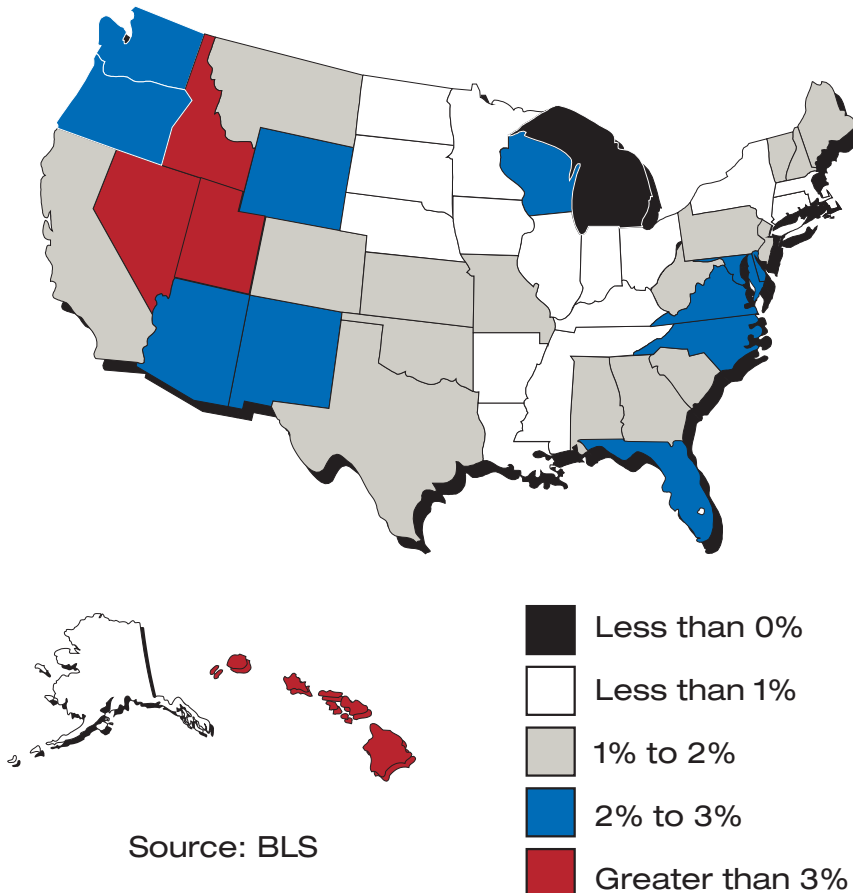 Less than 0%
Less than 1%
1% to 2%
2% to 3%
Source: BLS
Greater than 3%